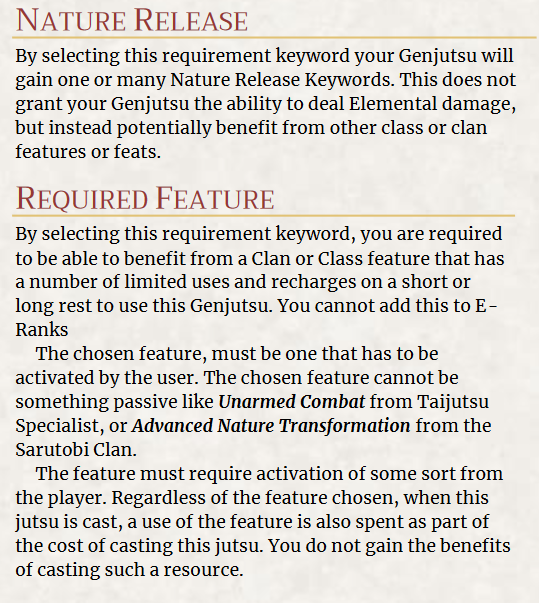 NATURE RELEASE
By selecting this requirement keyword your Genjutsu will
gain one or many Nature Release Keywords. This does not
grant your Genjutsu the ability to deal Elemental damage,
but instead potentially benefit from other class or clan
features or feats.
REQUIRED FEATURE
By selecting this requirement keyword, you are required
to be able to benefit from a Clan or Class feature that has
a number of limited uses and recharges on a short or
long rest to use this Genjutsu. You cannot add this to E-
Ranks
The chosen feature, must be one that has to be
activated by the user. The chosen feature cannot be
something passive like Unarmed Combat from Taijutsu
Specialist, or Advanced Nature Transformation from the
Sarutobi Clan.
The feature must require activation of some sort from
the player. Regardless of the feature chosen, when this
jutsu is cast, a use of the feature is also spent as part of
the cost of casting this jutsu. You do not gain the benefits
of casting such a resource.